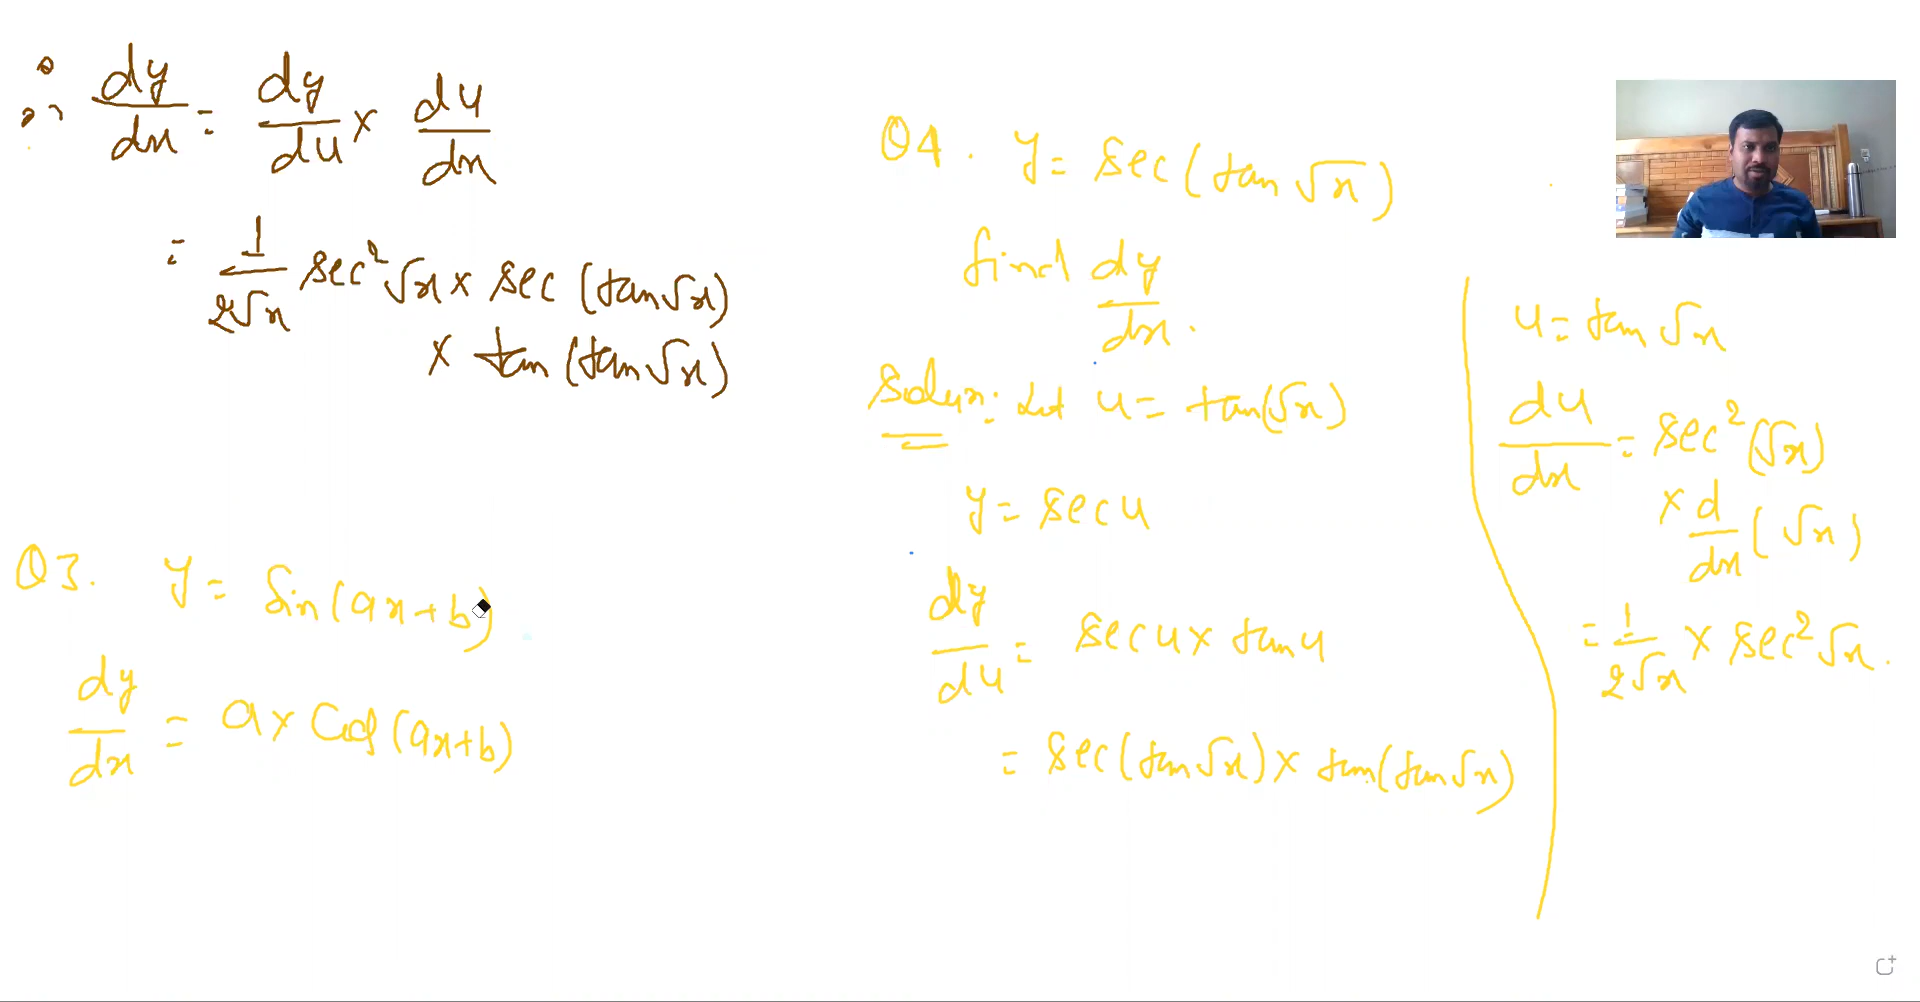 ∴ dy/dx = dy/du × du/dx
= 1/2√x sec² √x × sec (tan √x)
× tan (tan √x)
Q3. y = Sin(ax+b)
dy/dx = a × Cos (ax+b)
Q4. y = sec (tan √x)
find dy/dx.
Solun: Let u = tan(√x)
y = sec u
dy/du = sec u × tan u
= sec(tan √x) × tan(tan √x)
u = tan √x
du/dx = sec² (√x)
× d/dx (√x)
= 1/2√x × sec² √x.